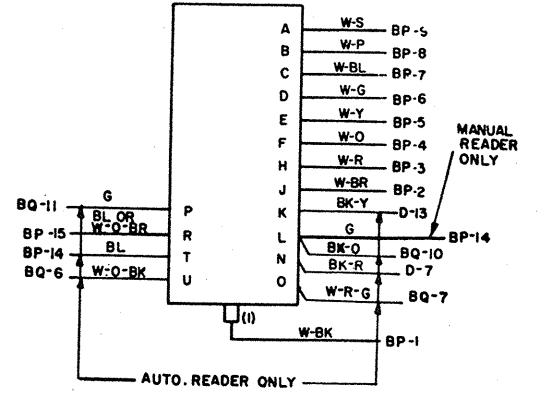 A W-S BP-9
B W-P BP-8
C W-BL BP-7
D W-G BP-6
E W-Y BP-5
F W-O BP-4
MANUAL
READER
ONLY
H W-R BP-3
J W-BR BP-2
BQ-11 G P
K BK-Y D-13
BL OR
BP-15 W-O-BR R
L G BP-14
BK-O BQ-10
BP-14 BL T
N BK-R D-7
BQ-6 W-O-BK U
O W-R-G BQ-7
(1)
W-BK BP-1
AUTO. READER ONLY